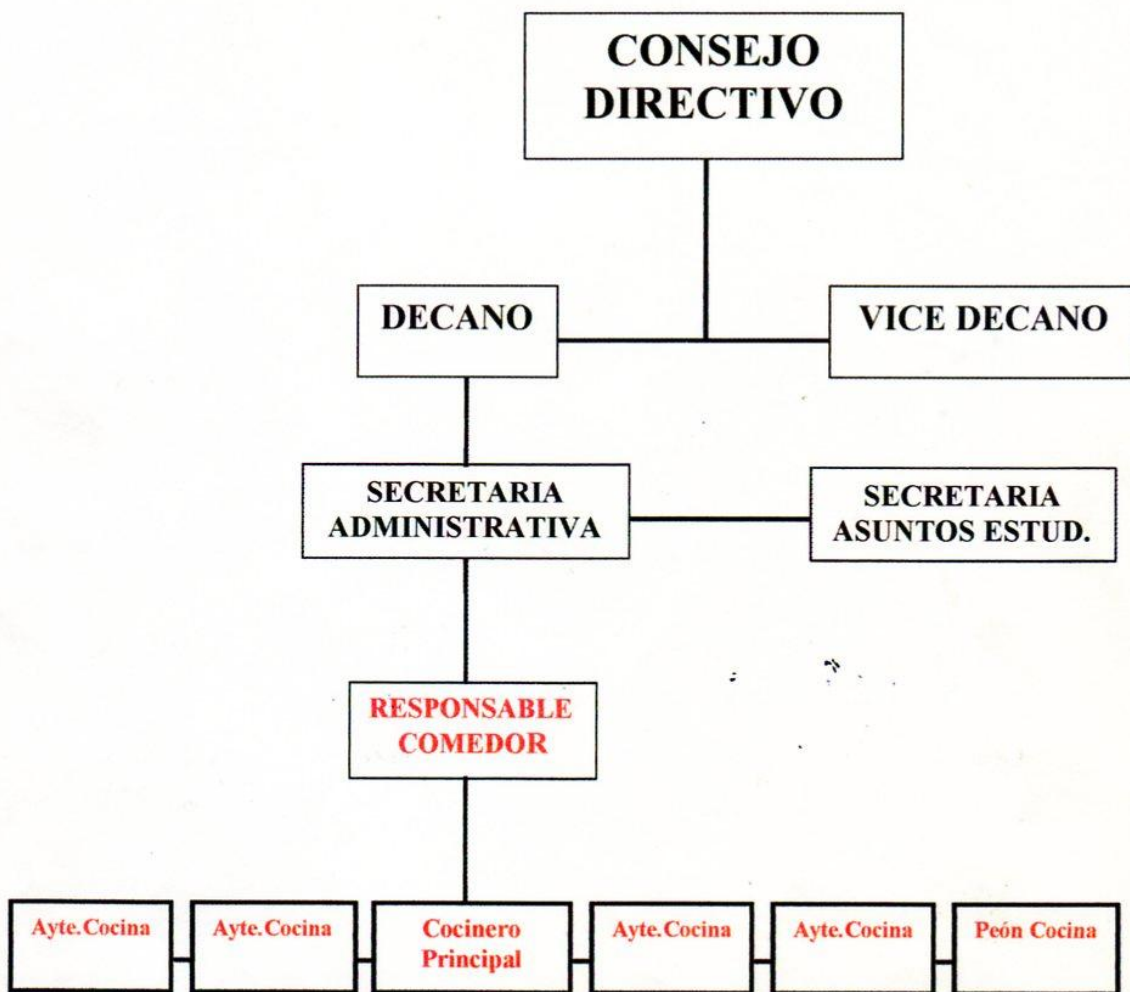 CONSEJO
DIRECTIVO
DECANO
VICE DECANO
SECRETARIA
ADMINISTRATIVA
SECRETARIA
ASUNTOS ESTUD.
RESPONSABLE
COMEDOR
Ayte.Cocina
Ayte.Cocina
Cocinero
Principal
Ayte.Cocina
Ayte.Cocina
Peón Cocina